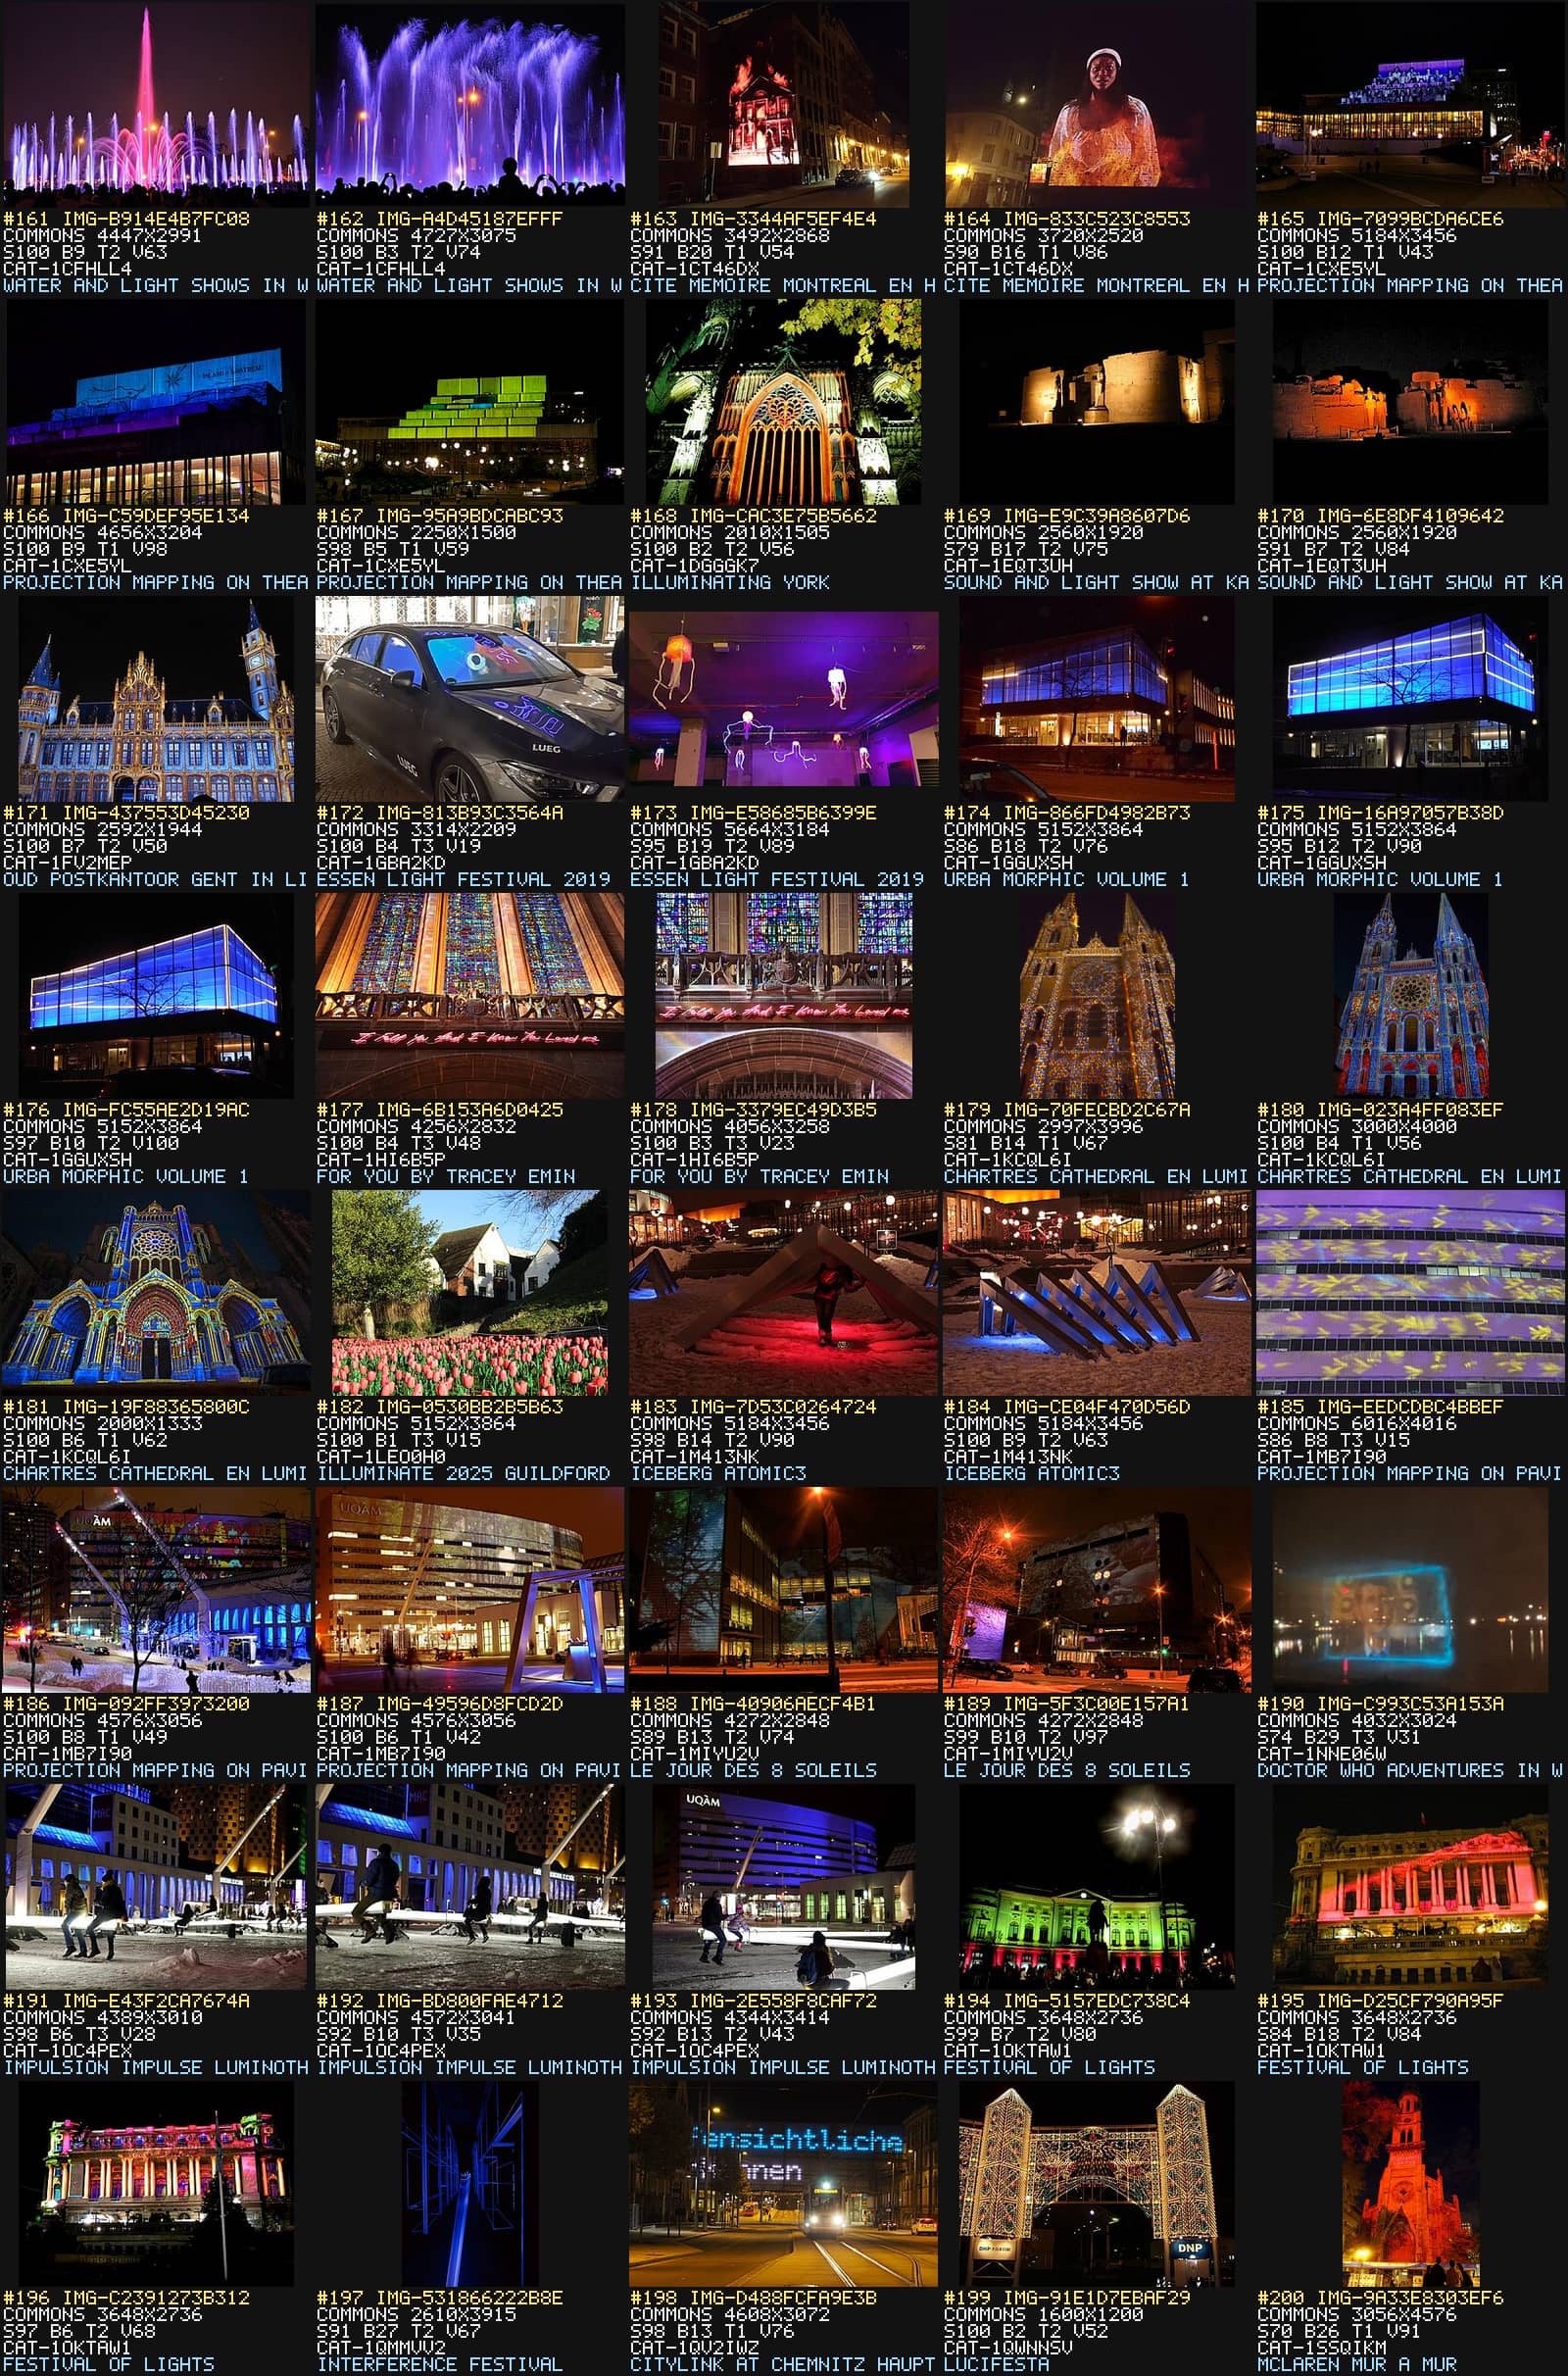 #161 IMG-B914E4B7FC08
COMMONS 4447X2991
S100 B9 T2 V63
CAT-1CFHLL4
WATER AND LIGHT SHOWS IN W
#162 IMG-A4D45187EFFF
COMMONS 4727X3075
S100 B3 T2 V74
CAT-1CFHLL4
WATER AND LIGHT SHOWS IN W
#163 IMG-3344AF5EF4E4
COMMONS 3492X2868
S91 B20 T1 V54
CAT-1CT46DX
CITE MEMOIRE MONTREAL EN H
#164 IMG-833C523C8553
COMMONS 3720X2520
S90 B16 T1 V86
CAT-1CT46DX
CITE MEMOIRE MONTREAL EN H
#165 IMG-7099BCDA6CE6
COMMONS 5184X3456
S100 B12 T1 V43
CAT-1CXE5YL
PROJECTION MAPPING ON THEA
#166 IMG-C59DEF95E134
COMMONS 4656X3204
S100 B9 T1 V98
CAT-1CXE5YL
PROJECTION MAPPING ON THEA
#167 IMG-95A9BDCABC93
COMMONS 2250X1500
S98 B5 T1 V59
CAT-1CXE5YL
PROJECTION MAPPING ON THEA
#168 IMG-CAC3E75B5662
COMMONS 2010X1505
S100 B2 T2 V56
CAT-1DGGGK7
ILLUMINATING YORK
#169 IMG-E9C39A8607D6
COMMONS 2560X1920
S79 B17 T2 V75
CAT-1EQT3UH
SOUND AND LIGHT SHOW AT KA
#170 IMG-6E8DF4109642
COMMONS 2560X1920
S91 B7 T2 V84
CAT-1EQT3UH
SOUND AND LIGHT SHOW AT KA
#171 IMG-437553D45230
COMMONS 2592X1944
S100 B7 T2 V50
CAT-1FV2MEP
OUD POSTKANTOOR GENT IN LI
LUEG
LUEG
#172 IMG-813B93C3564A
COMMONS 3314X2209
S100 B4 T3 V19
CAT-1GBA2KD
ESSEN LIGHT FESTIVAL 2019
#173 IMG-E58685B6399E
COMMONS 5664X3184
S95 B19 T2 V89
CAT-1GBA2KD
ESSEN LIGHT FESTIVAL 2019
#174 IMG-866FD4982B73
COMMONS 5152X3864
S86 B18 T2 V76
CAT-1GGUXSH
URBA MORPHIC VOLUME 1
#175 IMG-16A97057B38D
COMMONS 5152X3864
S95 B12 T2 V90
CAT-1GGUXSH
URBA MORPHIC VOLUME 1
#176 IMG-FC55AE2D19AC
COMMONS 5152X3864
S97 B10 T2 V100
CAT-1GGUXSH
URBA MORPHIC VOLUME 1
I Felt You And I Knew You Loved me
#177 IMG-6B153A6D0425
COMMONS 4256X2832
S100 B4 T3 V48
CAT-1HI6B5P
FOR YOU BY TRACEY EMIN
I Felt You And I Knew You Loved me
#178 IMG-3379EC49D3B5
COMMONS 4056X3258
S100 B3 T3 V23
CAT-1HI6B5P
FOR YOU BY TRACEY EMIN
#179 IMG-70FECBD2C67A
COMMONS 2997X3996
S81 B14 T1 V67
CAT-1KCQL6I
CHARTRES CATHEDRAL EN LUMI
#180 IMG-023A4FF083EF
COMMONS 3000X4000
S100 B4 T1 V56
CAT-1KCQL6I
CHARTRES CATHEDRAL EN LUMI
#181 IMG-19F88365800C
COMMONS 2000X1333
S100 B6 T1 V62
CAT-1KCQL6I
CHARTRES CATHEDRAL EN LUMI
#182 IMG-0530BB2B5B63
COMMONS 5152X3864
S100 B1 T3 V15
CAT-1LEO0H0
ILLUMINATE 2025 GUILDFORD
#183 IMG-7D53C0264724
COMMONS 5184X3456
S98 B14 T2 V90
CAT-1M413NK
ICEBERG ATOMIC3
#184 IMG-CE04F470D56D
COMMONS 5184X3456
S100 B9 T2 V63
CAT-1M413NK
ICEBERG ATOMIC3
#185 IMG-EEDCDBC4BBEF
COMMONS 6016X4016
S86 B8 T3 V15
CAT-1MB7I90
PROJECTION MAPPING ON PAVI
UQÀM
#186 IMG-092FF3973200
COMMONS 4576X3056
S100 B8 T1 V49
CAT-1MB7I90
PROJECTION MAPPING ON PAVI
UQÀM
#187 IMG-49596D8FCD2D
COMMONS 4576X3056
S100 B6 T1 V42
CAT-1MB7I90
PROJECTION MAPPING ON PAVI
#188 IMG-40906AECF4B1
COMMONS 4272X2848
S89 B13 T2 V74
CAT-1MIYU2V
LE JOUR DES 8 SOLEILS
#189 IMG-5F3C00E157A1
COMMONS 4272X2848
S99 B10 T2 V97
CAT-1MIYU2V
LE JOUR DES 8 SOLEILS
#190 IMG-C993C53A153A
COMMONS 4032X3024
S74 B29 T3 V31
CAT-1NNE06W
DOCTOR WHO ADVENTURES IN W
MAC
#191 IMG-E43F2CA7674A
COMMONS 4389X3010
S98 B6 T3 V28
CAT-1OC4PEX
IMPULSION IMPULSE LUMINOTH
MAC
#192 IMG-BD800FAE4712
COMMONS 4572X3041
S92 B10 T3 V35
CAT-1OC4PEX
IMPULSION IMPULSE LUMINOTH
UQÀM
#193 IMG-2E558F8CAF72
COMMONS 4344X3414
S92 B13 T2 V43
CAT-1OC4PEX
IMPULSION IMPULSE LUMINOTH
#194 IMG-5157EDC738C4
COMMONS 3648X2736
S99 B7 T2 V80
CAT-1OKTAW1
FESTIVAL OF LIGHTS
#195 IMG-D25CF790A95F
COMMONS 3648X2736
S84 B18 T2 V84
CAT-1OKTAW1
FESTIVAL OF LIGHTS
#196 IMG-C2391273B312
COMMONS 3648X2736
S97 B6 T2 V68
CAT-1OKTAW1
FESTIVAL OF LIGHTS
#197 IMG-531866222B8E
COMMONS 2610X3915
S91 B27 T2 V67
CAT-1QMMVV2
INTERFERENCE FESTIVAL
ensichtliche
nen
#198 IMG-D488FCFA9E3B
COMMONS 4608X3072
S98 B13 T1 V76
CAT-1QV2IWZ
CITYLINK AT CHEMNITZ HAUPT
DNP
#199 IMG-91E1D7EBAF29
COMMONS 1600X1200
S100 B2 T2 V52
CAT-1QWNNSV
LUCIFESTA
#200 IMG-9A33E8303EF6
COMMONS 3056X4576
S70 B26 T1 V91
CAT-1SSQIKM
MCLAREN MUR A MUR